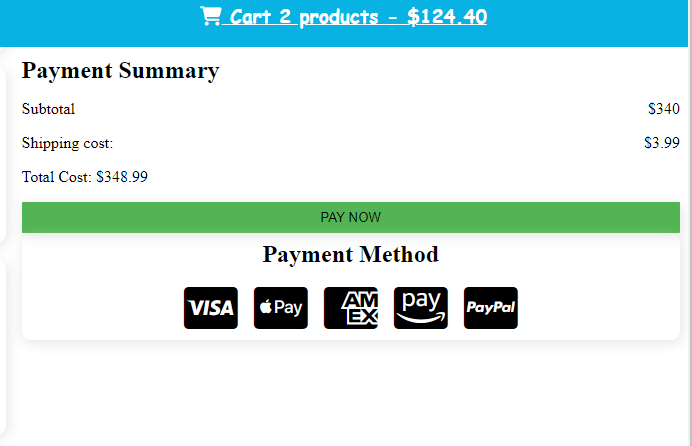 Cart 2 products - $124.40
Payment Summary
Subtotal $340
Shipping cost: $3.99
Total Cost: $348.99
PAY NOW
Payment Method
VISA Pay AM EX pay PayPal